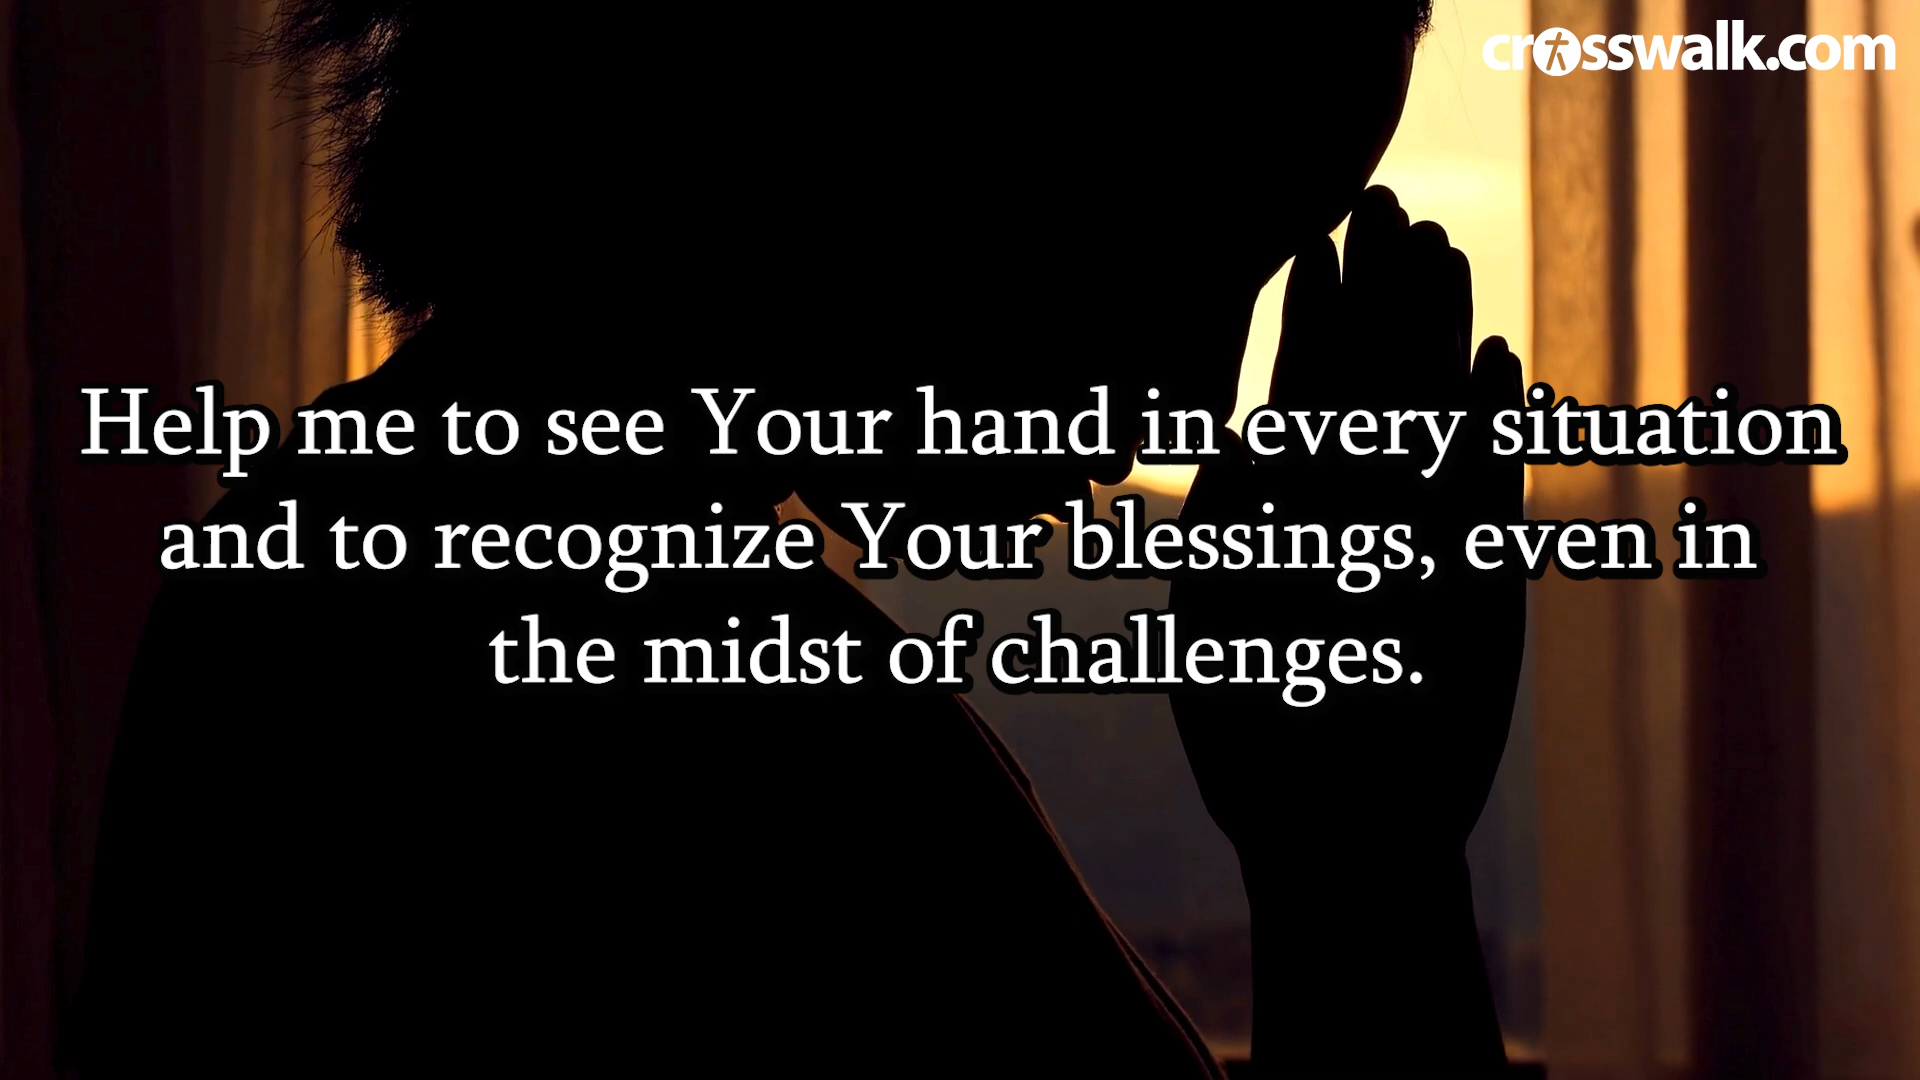 crosswalk.com
Help me to see Your hand in every situation
and to recognize Your blessings, even in
the midst of challenges.